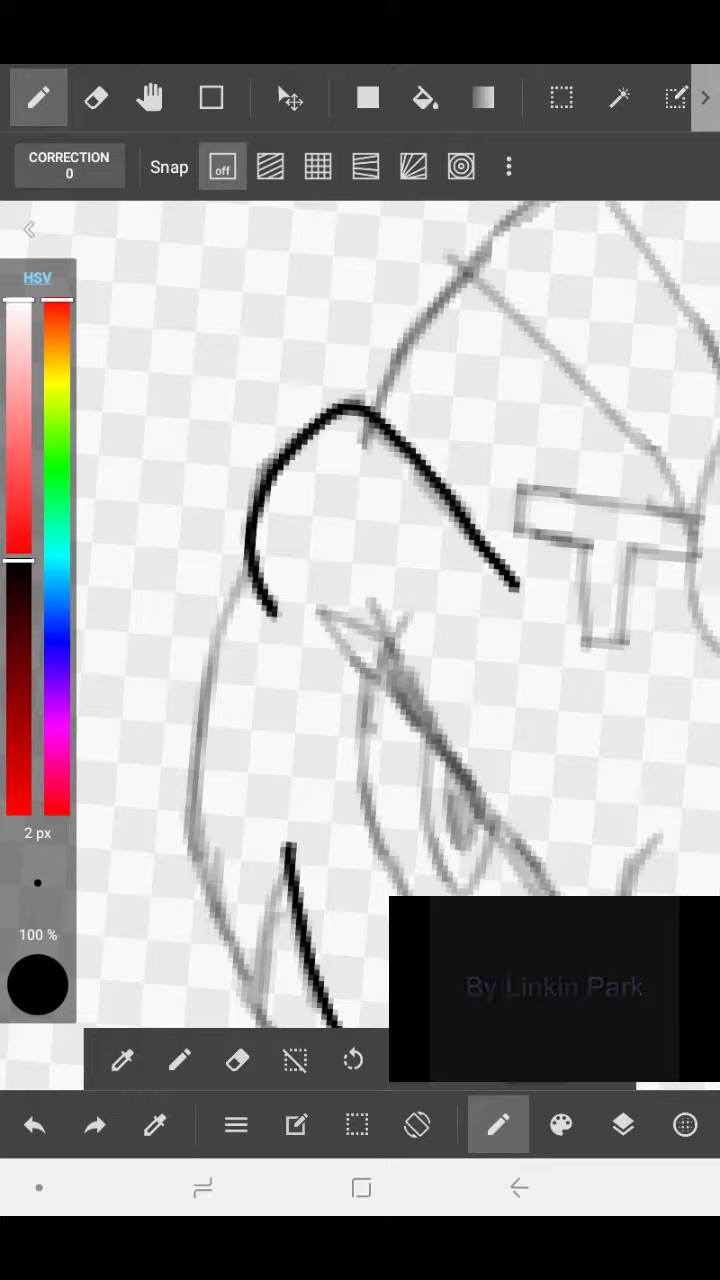 CORRECTION
0
Snap
off
HSV
2 px
100 %
By Linkin Park